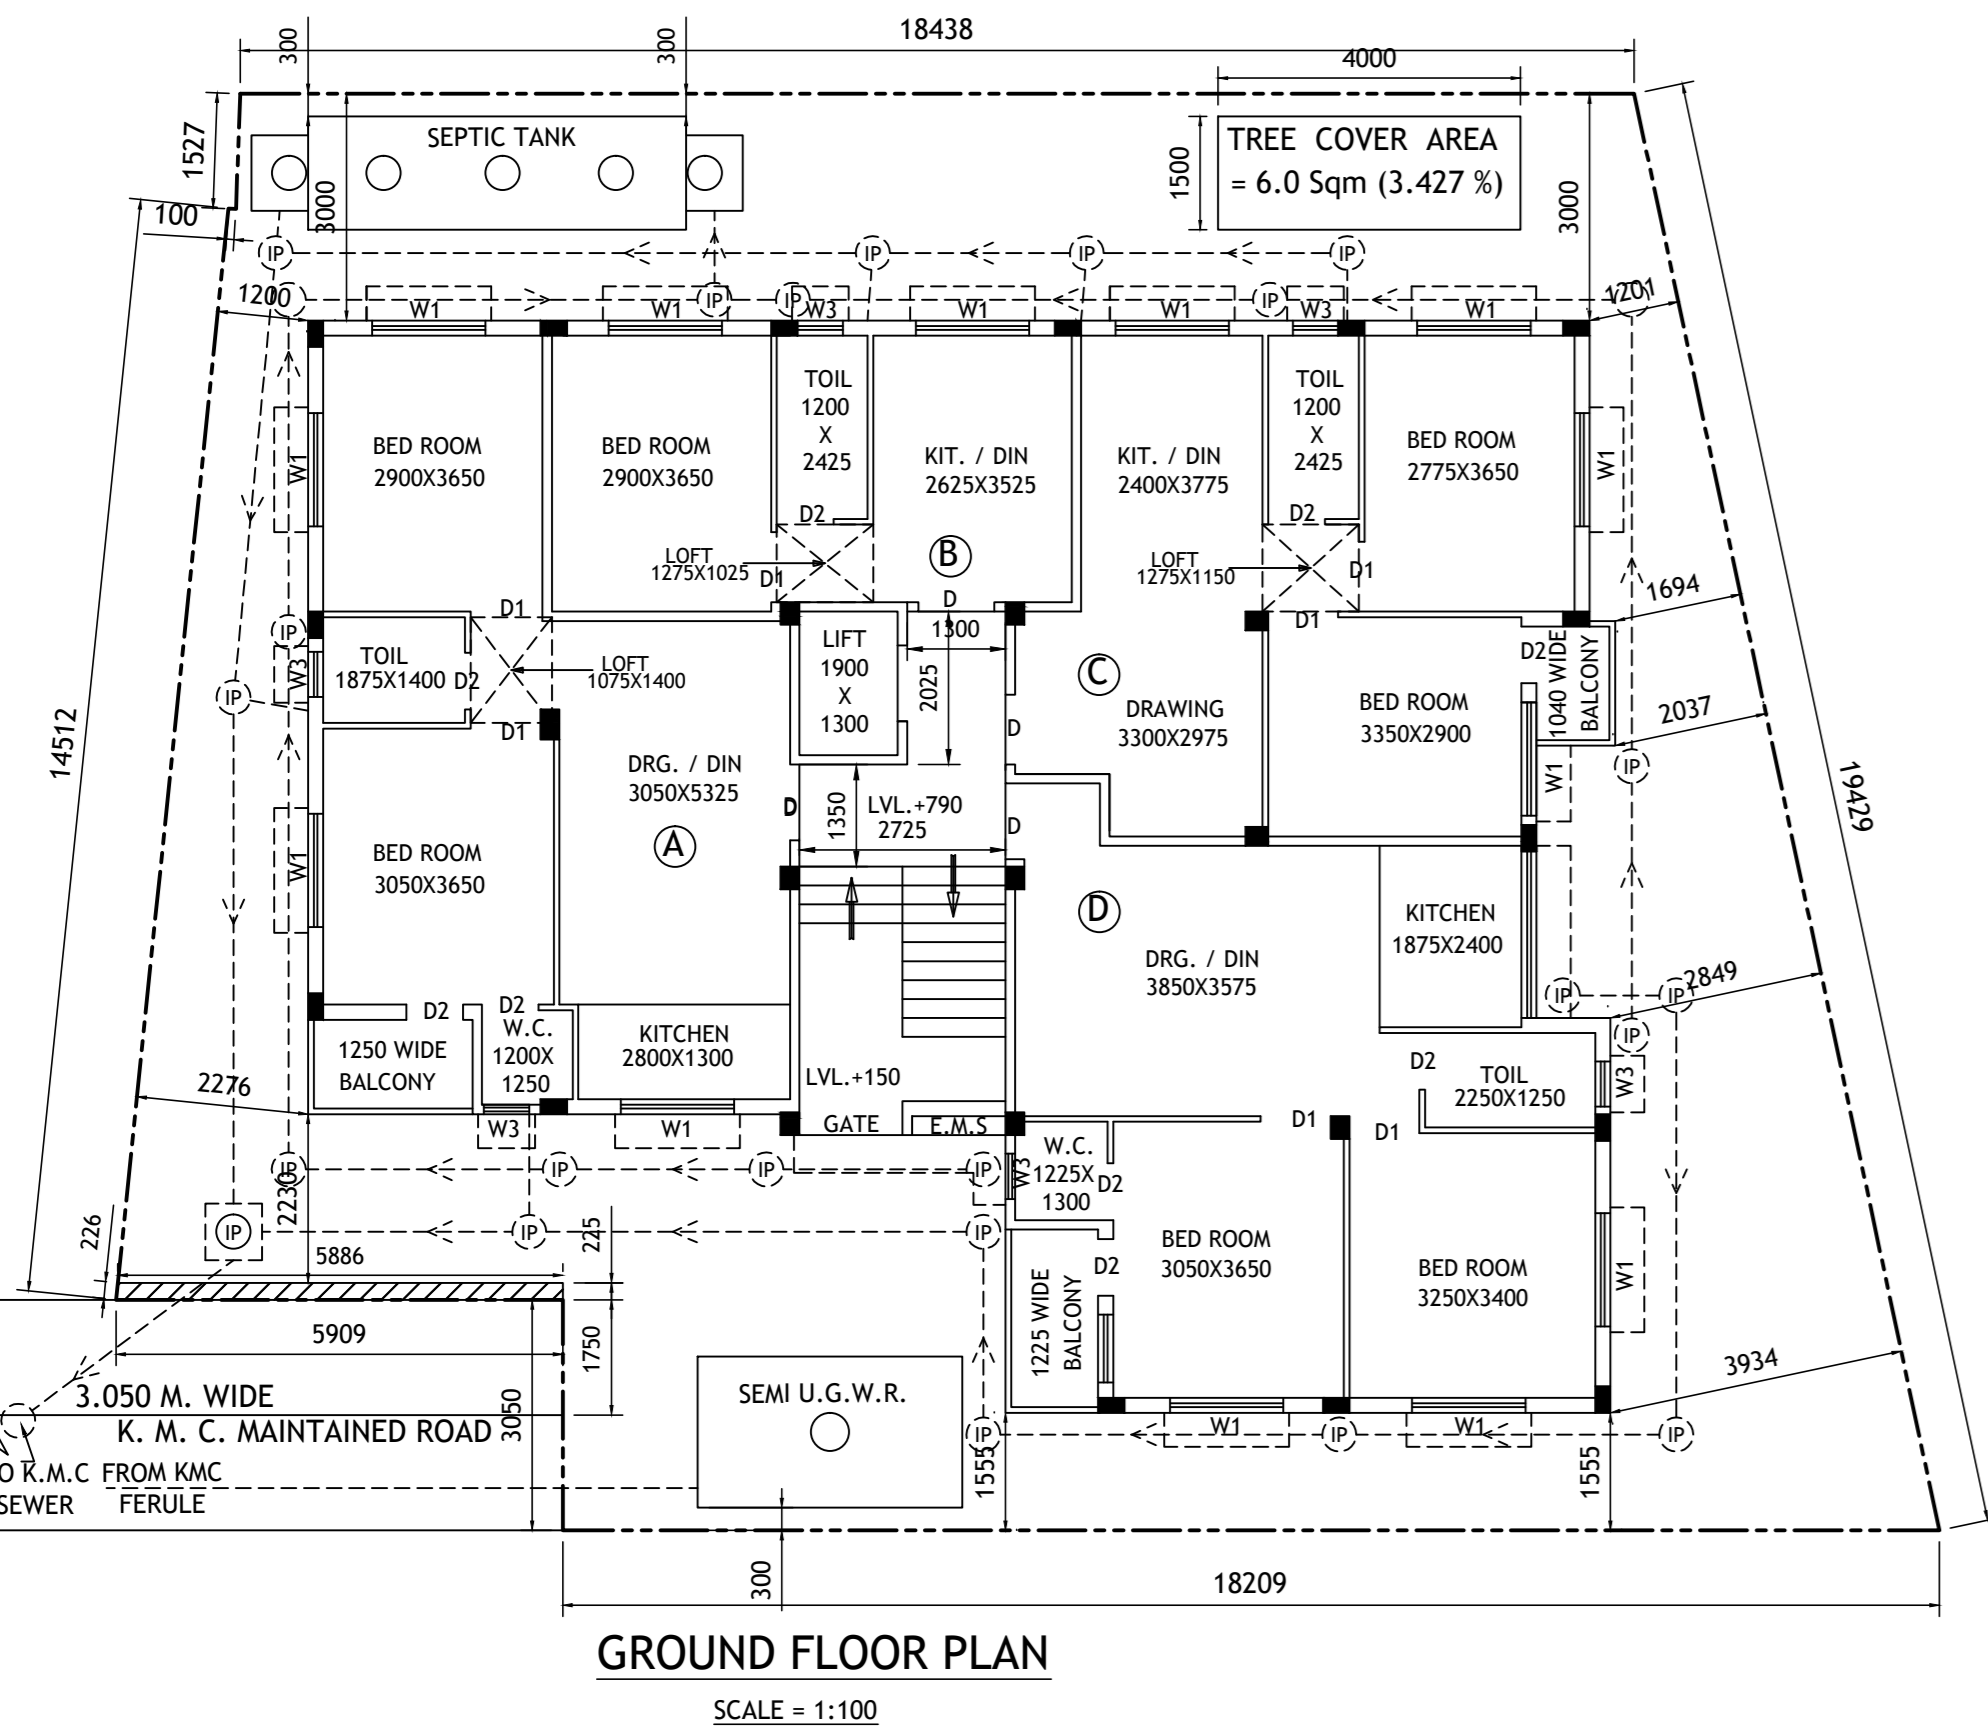 18438
300
300
4000
1527
SEPTIC TANK
TREE COVER AREA
= 6.0 Sqm (3.427 %)
1500
3000
3000
100
IP
IP
IP
IP
1200
W1
W1
IP
IP
W3
W1
W1
IP
W3
W1
1201
TOIL
1200
X
2425
TOIL
1200
X
2425
BED ROOM
2900X3650
BED ROOM
2900X3650
KIT. / DIN
2625X3525
KIT. / DIN
2400X3775
BED ROOM
2775X3650
W1
W1
D2
D2
LOFT
1275X1025
D1
B
LOFT
1275X1150
D1
D
1300
D1
D1
1694
IP
W3
TOIL
1875X1400
D2
LOFT
1075X1400
LIFT
1900
X
1300
2025
C
D2
1040 WIDE
BALCONY
IP
D1
D
DRAWING
3300X2975
BED ROOM
3350X2900
2037
14512
DRG. / DIN
3050X5325
D
1350
LVL.+790
2725
D
W1
IP
19429
A
W1
BED ROOM
3050X3650
D
KITCHEN
1875X2400
DRG. / DIN
3850X3575
2849
IP
IP
IP
D2
D2
W.C.
1200X
1250
KITCHEN
2800X1300
1250 WIDE
BALCONY
2276
LVL.+150
D2
TOIL
2250X1250
W3
W3
W1
GATE
E.M.S
D1
D1
W.C.
1225X
1300
W3
D2
IP
IP
IP
IP
2230
226
IP
IP
IP
225
5886
BED ROOM
3050X3650
D2
BED ROOM
3250X3400
W1
1225 WIDE
BALCONY
5909
1750
3934
3050
3.050 M. WIDE
K. M. C. MAINTAINED ROAD
SEMI U.G.W.R.
IP
W1
IP
W1
IP
O K.M.C
FROM KMC
SEWER
FERULE
1555
1555
300
18209
GROUND FLOOR PLAN
SCALE = 1:100